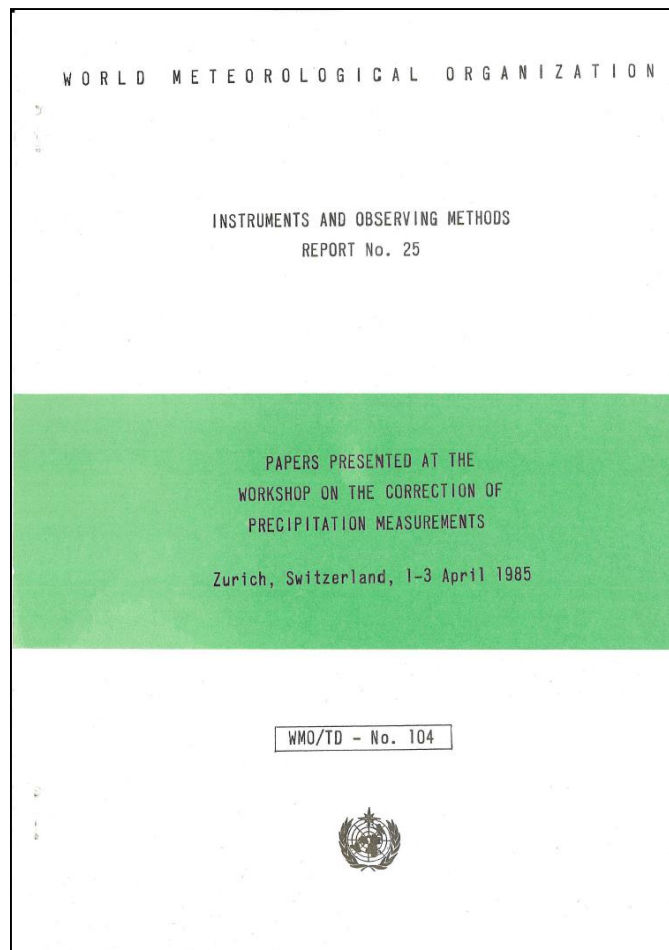 WORLD METEOROLOGICAL ORGANIZATION
INSTRUMENTS AND OBSERVING METHODS
REPORT No. 25
PAPERS PRESENTED AT THE
WORKSHOP ON THE CORRECTION OF
PRECIPITATION MEASUREMENTS
Zurich, Switzerland, 1-3 April 1985
WMO/TD - No. 104